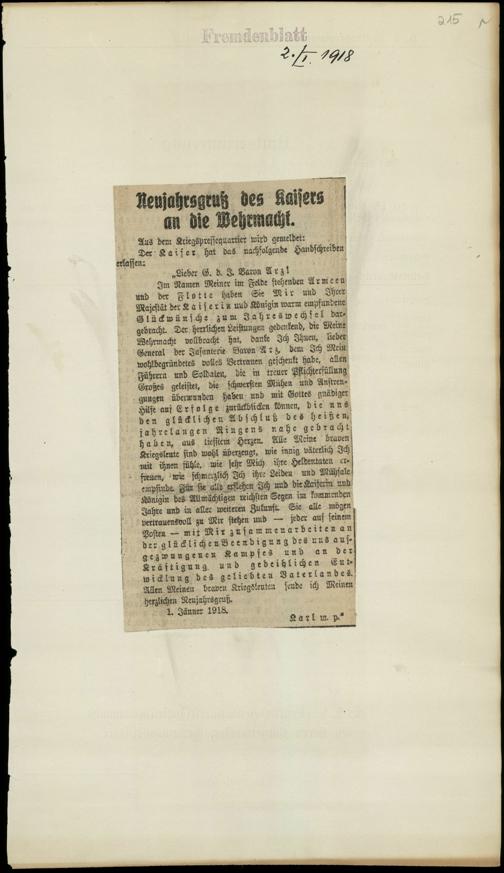 215
Fremdenblatt
2./I. 1918
Neujahrsgruß des Kaisers
an die Wehrmacht.
Aus dem Kriegspressequartier wird gemeldet:
Der Kaiser hat das nachfolgende Handschreiben
erlassen:
„Lieber G. d. J. Baron Arz!
Im Namen Meiner im Felde stehenden Armeen
und der Flotte haben Sie Mir und Ihrer
Majestät der Kaiserin und Königin warm empfundene
Glückwünsche zum Jahreswechsel dar-
gebracht. Der herrlichen Leistungen gedenkend, die Meine
Wehrmacht vollbracht hat, danke Ich Ihnen, lieber
General der Infanterie Baron Arz, dem Ich Mein
wohlbegründetes volles Vertrauen geschenkt habe, allen
Führern und Soldaten, die in treuer Pflichterfüllung
Großes geleistet, die schwersten Mühen und Anstren-
gungen überwunden haben und mit Gottes gnädiger
Hilfe auf Erfolge zurückblicken können, die uns
den glücklichen Abschluß des heißen,
jahrelangen Ringens nahe gebracht
haben, aus tiefstem Herzen. Alle Meine braven
Kriegsleute sind wohl überzeugt, wie innig väterlich Ich
mit ihnen fühle, wie sehr Mich ihre Heldentaten er-
freuen, wie schmerzlich Ich ihre Leiden und Mühsale
empfinde. Für sie alle erflehen Ich und die Kaiserin und
Königin des Allmächtigen reichsten Segen im kommenden
Jahre und in aller weiteren Zukunft. Sie alle mögen
vertrauensvoll zu Mir stehen und — jeder auf seinem
Posten — mit Mir zusammenarbeiten an
der glücklichen Beendigung des uns auf-
gezwungenen Kampfes und an der
Kräftigung und gedeihlichen Ent-
wicklung des geliebten Vaterlandes.
Allen Meinen braven Kriegsleuten sende ich Meinen
herzlichen Neujahrsgruß.
1. Jänner 1918.
Karl m. p."